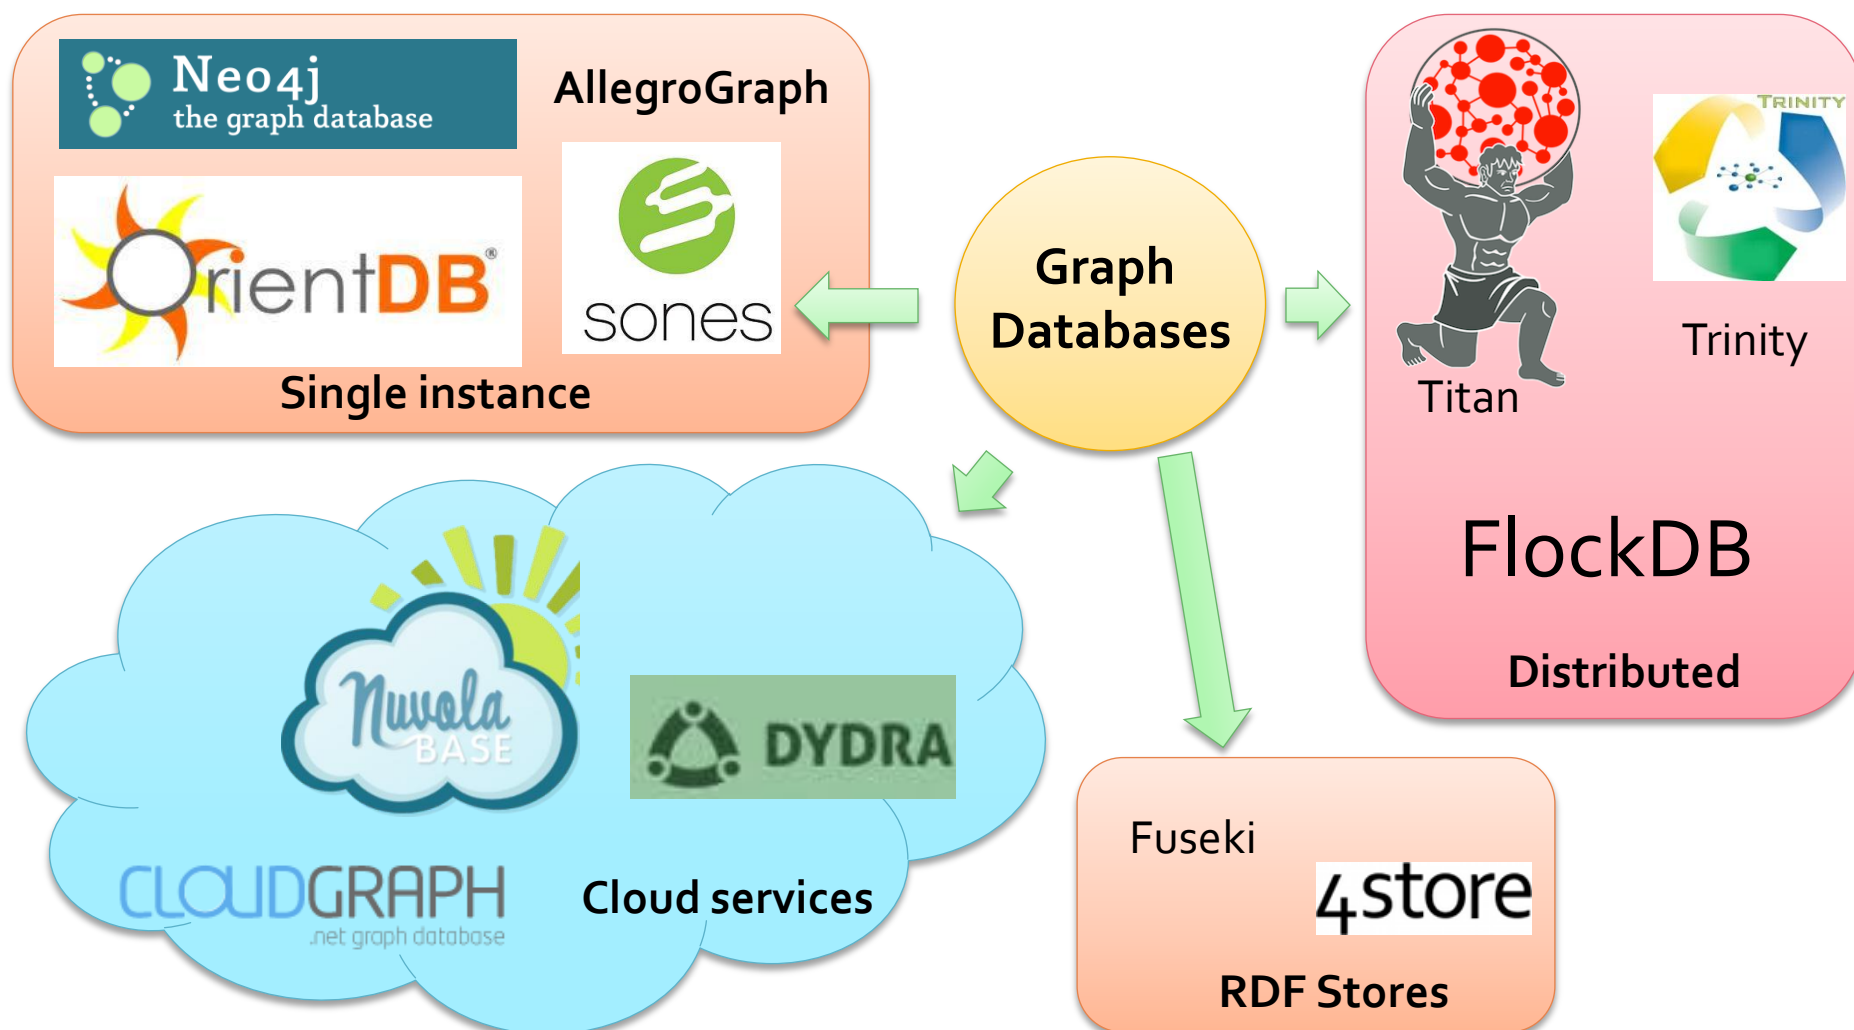 Neo4j
the graph database
AllegroGraph
OrientDB®
sones
Single instance
Graph
Databases
TRINITY
Trinity
Titan
FlockDB
Distributed
Nuvola
BASE
DYDRA
CLOUDGRAPH
.net graph database
Cloud services
Fuseki
4store
RDF Stores